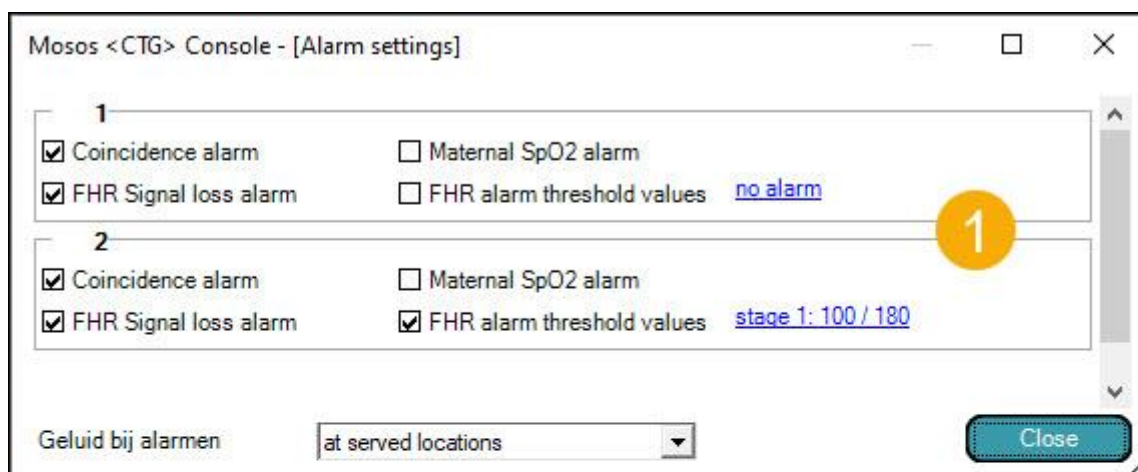 Mosos <CTG> Console - [Alarm settings]
1
Coincidence alarm Maternal SpO2 alarm
FHR Signal loss alarm FHR alarm threshold values no alarm
1
2
Coincidence alarm Maternal SpO2 alarm
FHR Signal loss alarm FHR alarm threshold values stage 1: 100 / 180
Geluid bij alarmen at served locations Close